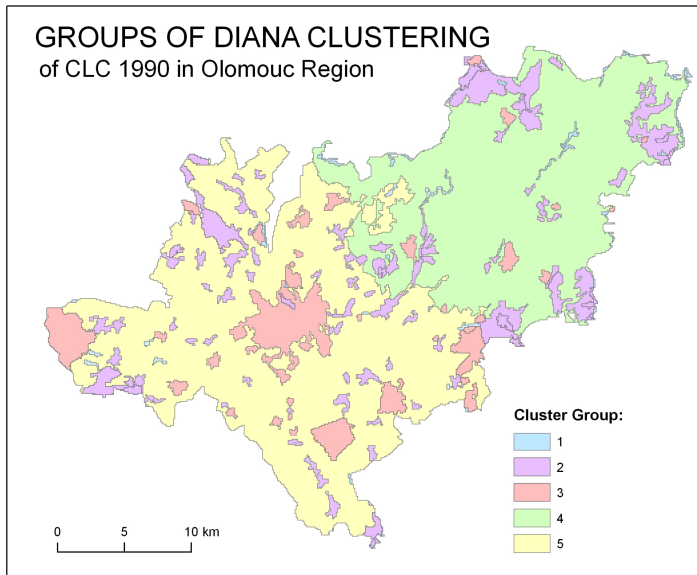 GROUPS OF DIANA CLUSTERING
of CLC 1990 in Olomouc Region
Cluster Group:
1
2
3
4
5
0 5 10 km